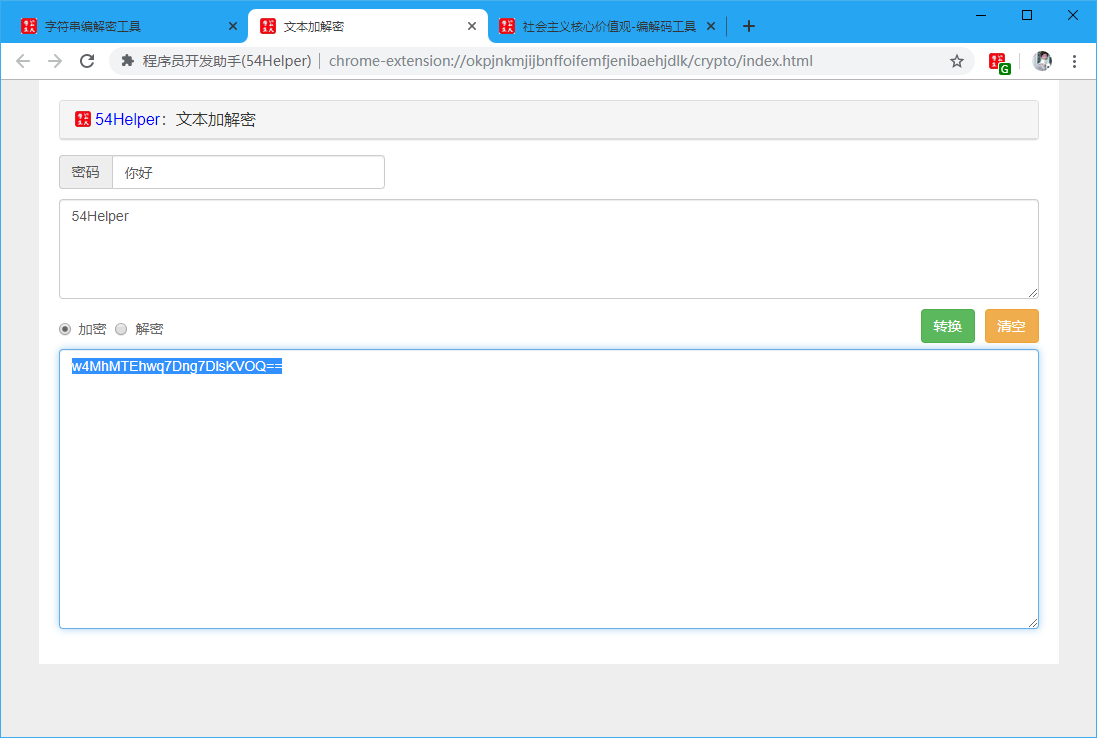 字符串编解密工具
文本加解密
社会主义核心价值观-编解码工具
程序员开发助手(54Helper)
chrome-extension://okpjnkmjijbnffoifemfjenibaehjdlk/crypto/index.html
G
54Helper：文本加解密
密码
你好
54Helper
加密
解密
转换
清空
w4MhMTEhwq7Dng7DlsKVOQ==